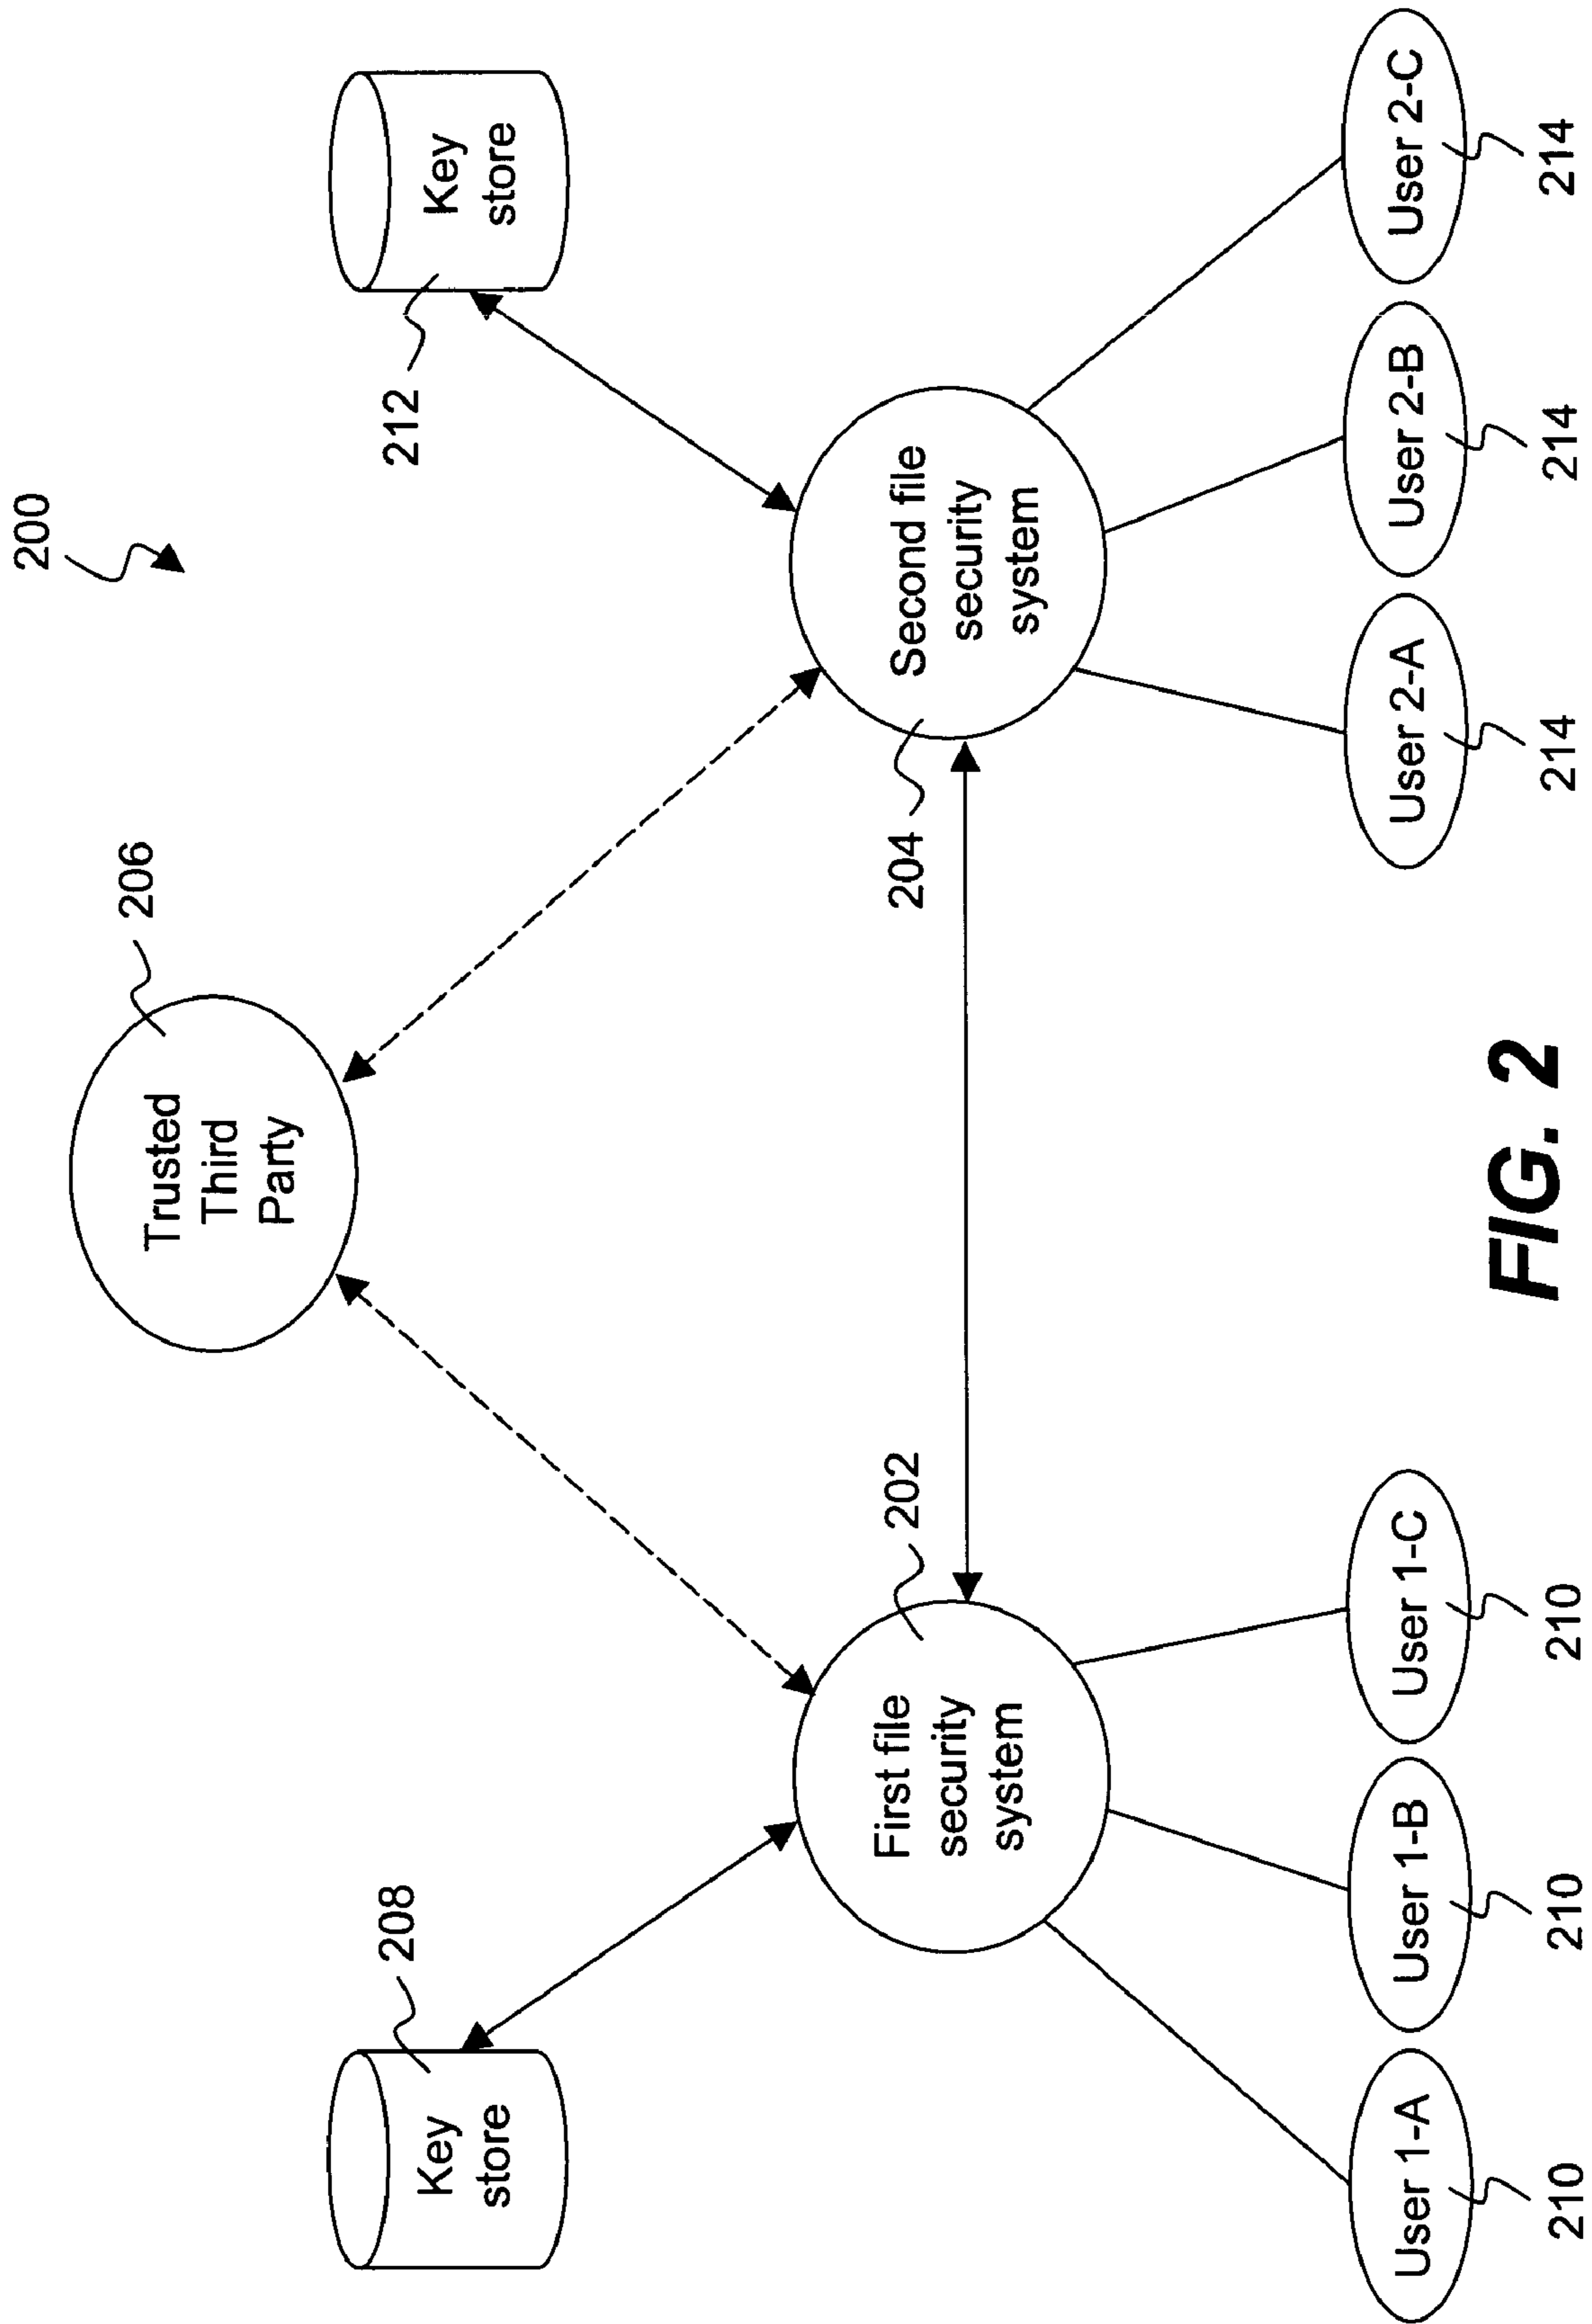 200
206
Trusted
Third
Party
208
Key
store
212
Key
store
202
First file
security
system
204
Second file
security
system
User 1-A
User 1-B
User 1-C
User 2-A
User 2-B
User 2-C
210
210
210
214
214
214
FIG. 2